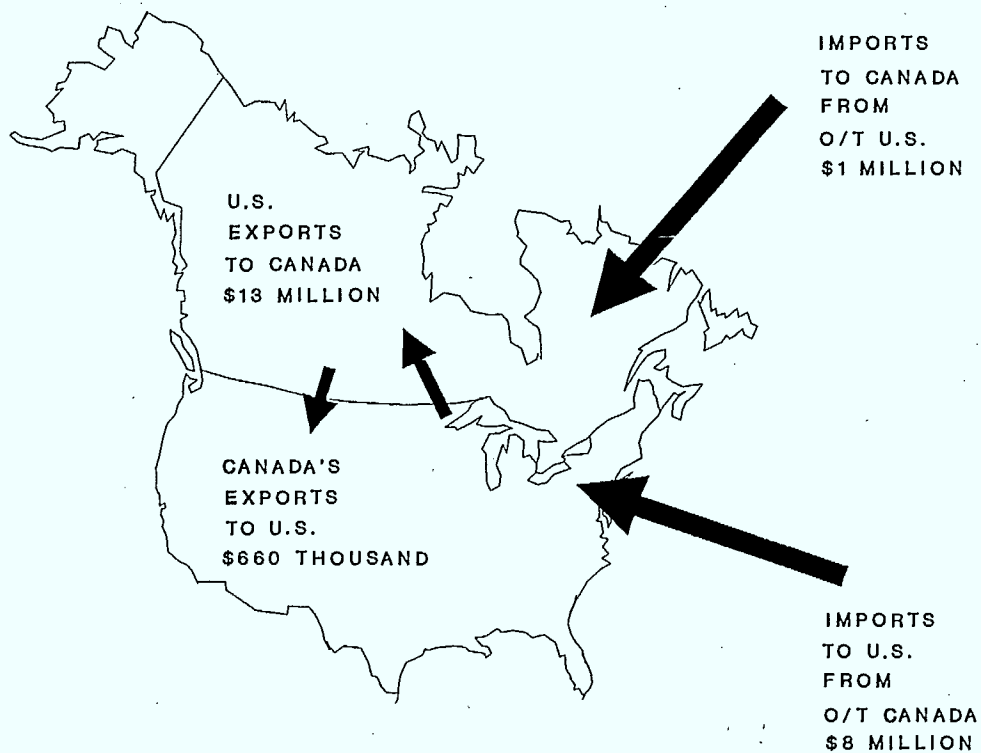 IMPORTS
TO CANADA
FROM
O/T U.S.
$1 MILLION
U.S.
EXPORTS
TO CANADA
$13 MILLION
CANADA'S
EXPORTS
TO U.S.
$660 THOUSAND
IMPORTS
TO U.S.
FROM
O/T CANADA
$8 MILLION